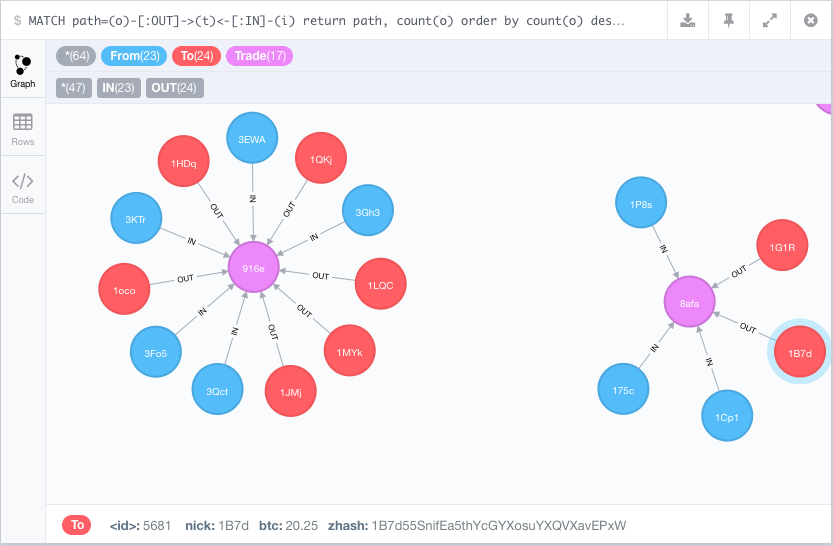 $ MATCH path=(o)-[:OUT]->(t)<-[:IN]-(i) return path, count(o) order by count(o) des…
Graph
Rows
Code
*(64) From(23) To(24) Trade(17)
*(47) IN(23) OUT(24)
3EWA
1HDq
1QKj
3KTr
3Gh3
916e
1oco
1LQC
3Fo5
1MYk
3Qct
1JMj
IN
OUT
OUT
IN
IN
OUT
OUT
IN
OUT
IN
OUT
1P8s
1G1R
8afa
1B7d
175c
1Cp1
IN
OUT
OUT
IN
IN
To <id>: 5681 nick: 1B7d btc: 20.25 zhash: 1B7d55SnifEa5thYcGYXosuYXQVXavEPxW